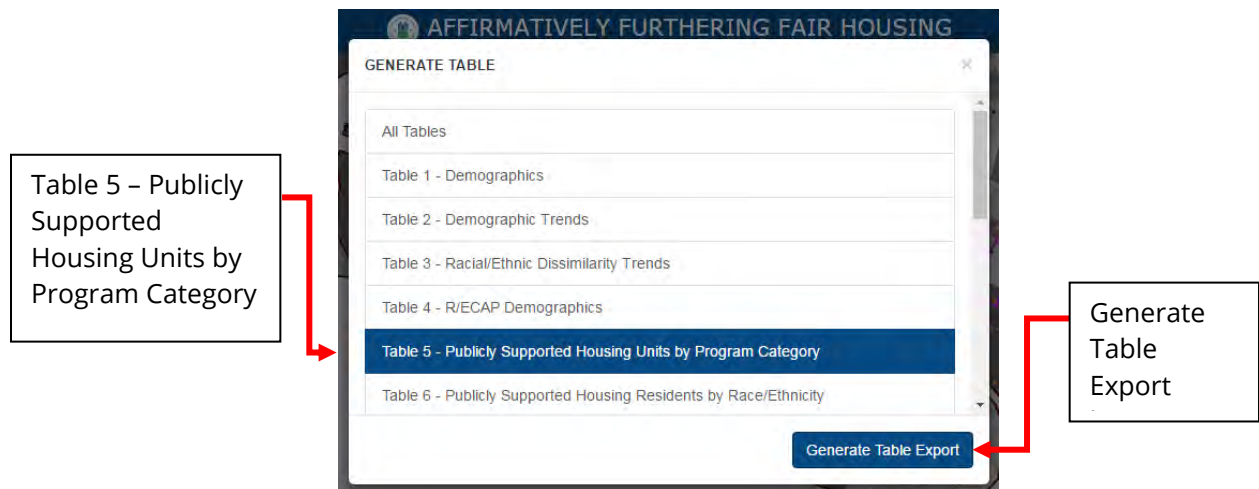 AFFIRMATIVELY FURTHERING FAIR HOUSING
GENERATE TABLE
×
All Tables
Table 1 - Demographics
Table 2 - Demographic Trends
Table 3 - Racial/Ethnic Dissimilarity Trends
Table 4 - R/ECAP Demographics
Table 5 - Publicly Supported Housing Units by Program Category
Table 6 - Publicly Supported Housing Residents by Race/Ethnicity
Generate Table Export
Table 5 – Publicly
Supported
Housing Units by
Program Category
Generate
Table
Export